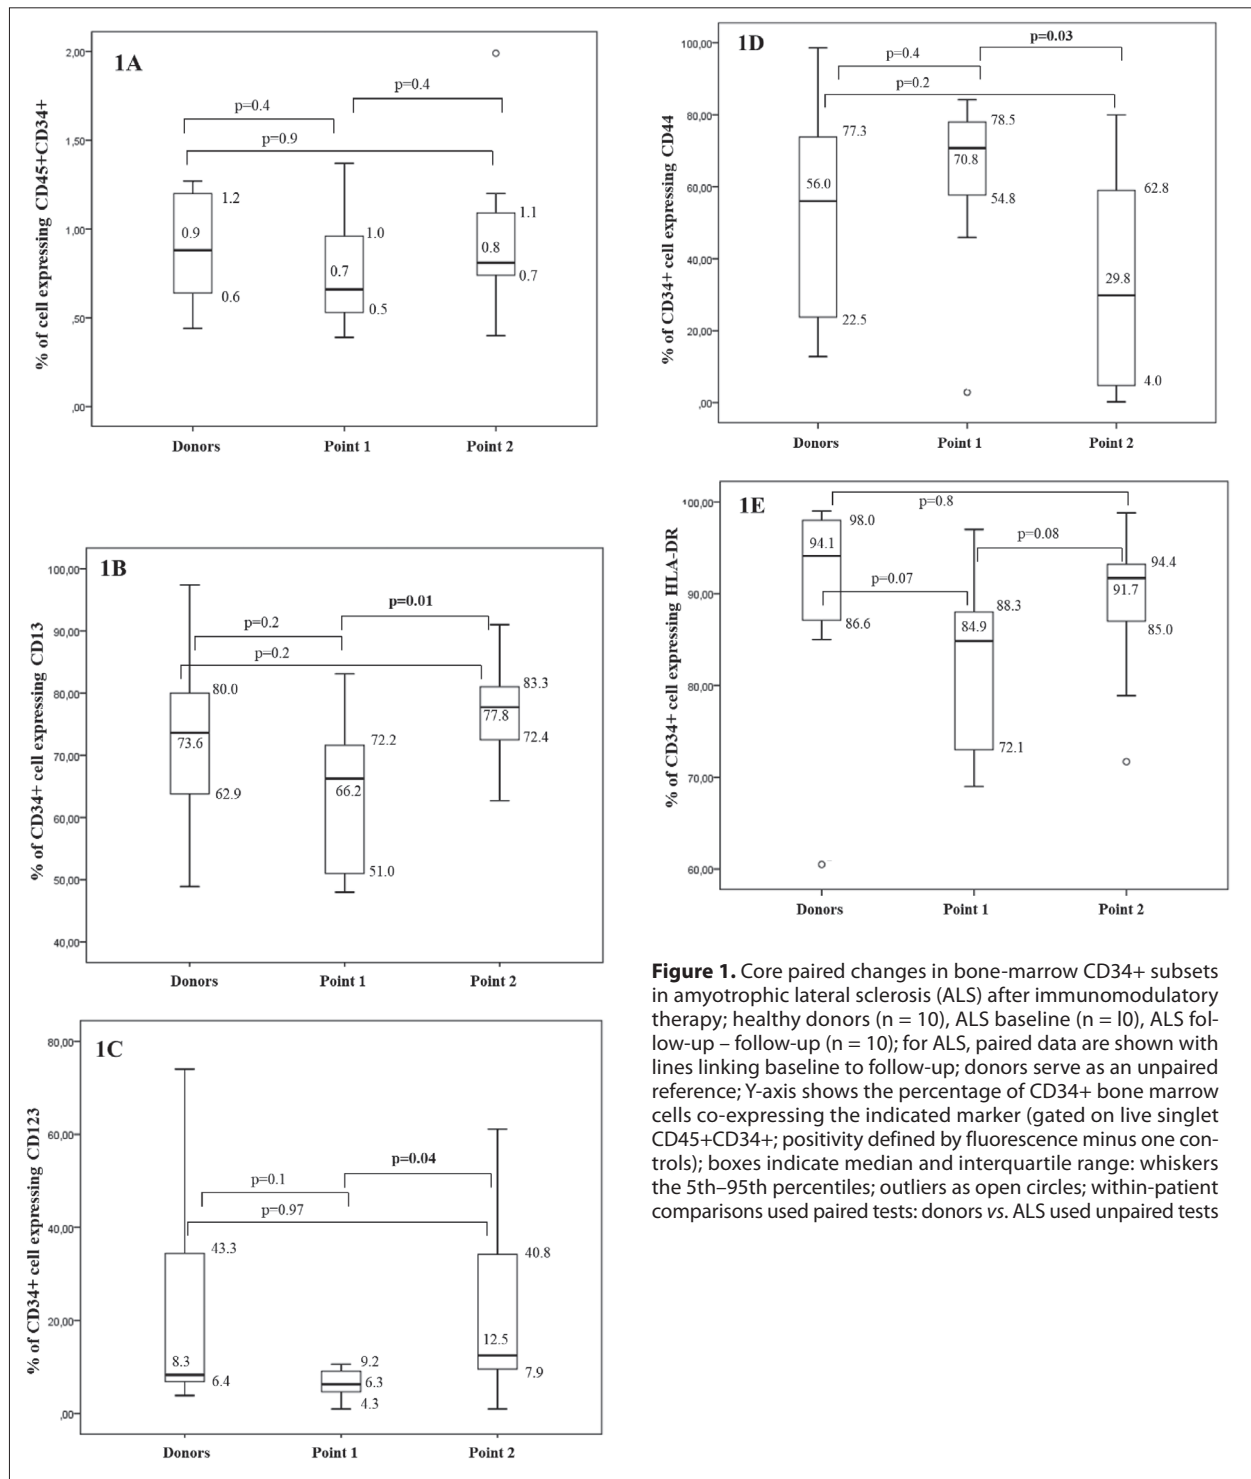 1A
% of cell expressing CD45+CD34+
2,00
1,50
1,00
,50
,00
p=0.4
p=0.4
p=0.9
1.2
0.9
0.6
1.0
0.7
0.5
1.1
0.8
0.7
Donors
Point 1
Point 2
1B
% of CD34+ cell expressing CD13
100,00
90,00
80,00
70,00
60,00
50,00
40,00
p=0.01
p=0.2
p=0.2
80.0
73.6
62.9
72.2
66.2
51.0
83.3
77.8
72.4
Donors
Point 1
Point 2
1C
% of CD34+ cell expressing CD123
80,00
60,00
40,00
20,00
,00
p=0.04
p=0.1
p=0.97
43.3
8.3
6.4
9.2
6.3
4.3
40.8
12.5
7.9
Donors
Point 1
Point 2
1D
% of CD34+ cell expressing CD44
100,00
80,00
60,00
40,00
20,00
,00
p=0.03
p=0.4
p=0.2
77.3
56.0
22.5
78.5
70.8
54.8
62.8
29.8
4.0
Donors
Point 1
Point 2
1E
% of CD34+ cell expressing HLA-DR
100,00
90,00
80,00
70,00
60,00
p=0.8
p=0.08
p=0.07
98.0
94.1
86.6
88.3
84.9
72.1
94.4
91.7
85.0
Donors
Point 1
Point 2
Figure 1. Core paired changes in bone-marrow CD34+ subsets
in amyotrophic lateral sclerosis (ALS) after immunomodulatory
therapy; healthy donors (n = 10), ALS baseline (n = l0), ALS fol-
low-up – follow-up (n = 10); for ALS, paired data are shown with
lines linking baseline to follow-up; donors serve as an unpaired
reference; Y-axis shows the percentage of CD34+ bone marrow
cells co-expressing the indicated marker (gated on live singlet
CD45+CD34+; positivity defined by fluorescence minus one con-
trols); boxes indicate median and interquartile range: whiskers
the 5th–95th percentiles; outliers as open circles; within-patient
comparisons used paired tests: donors vs. ALS used unpaired tests